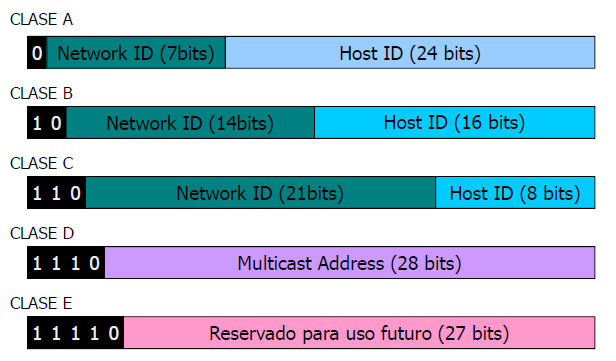 CLASE A
0 Network ID (7bits) Host ID (24 bits)
CLASE B
1 0 Network ID (14bits) Host ID (16 bits)
CLASE C
1 1 0 Network ID (21bits) Host ID (8 bits)
CLASE D
1 1 1 0 Multicast Address (28 bits)
CLASE E
1 1 1 1 0 Reservado para uso futuro (27 bits)